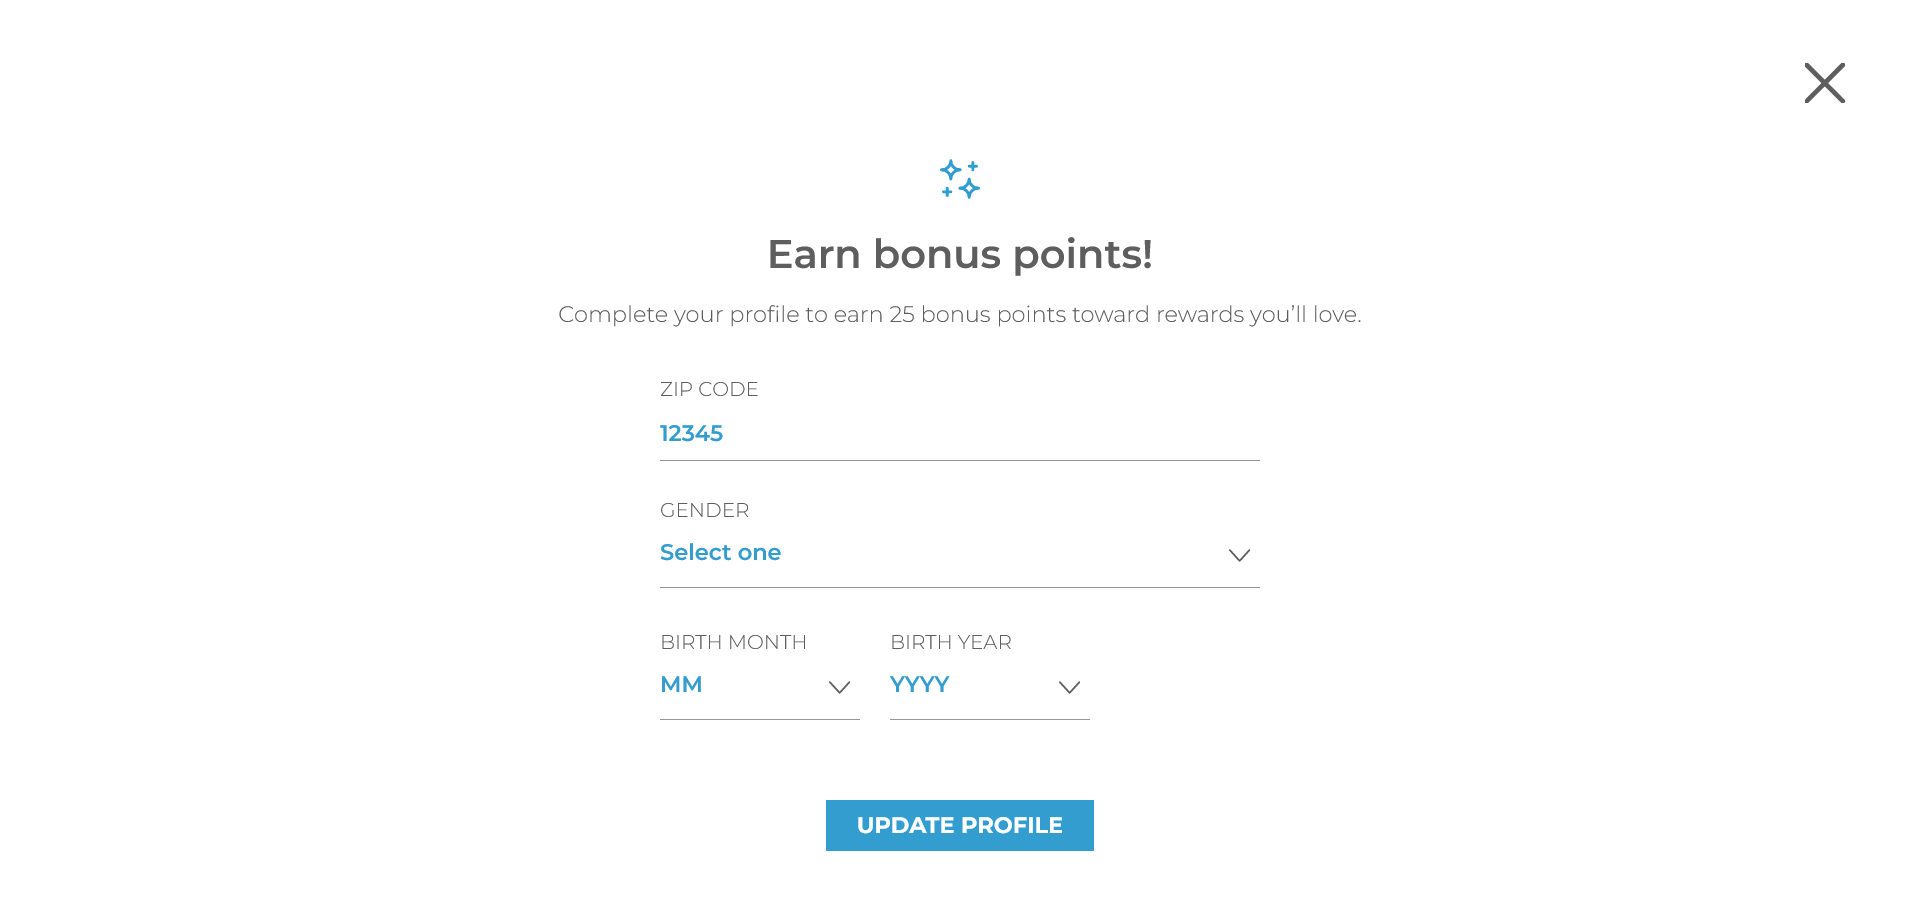 Earn bonus points!
Complete your profile to earn 25 bonus points toward rewards you’ll love.
ZIP CODE
12345
GENDER
Select one
BIRTH MONTH BIRTH YEAR
MM YYYY
UPDATE PROFILE